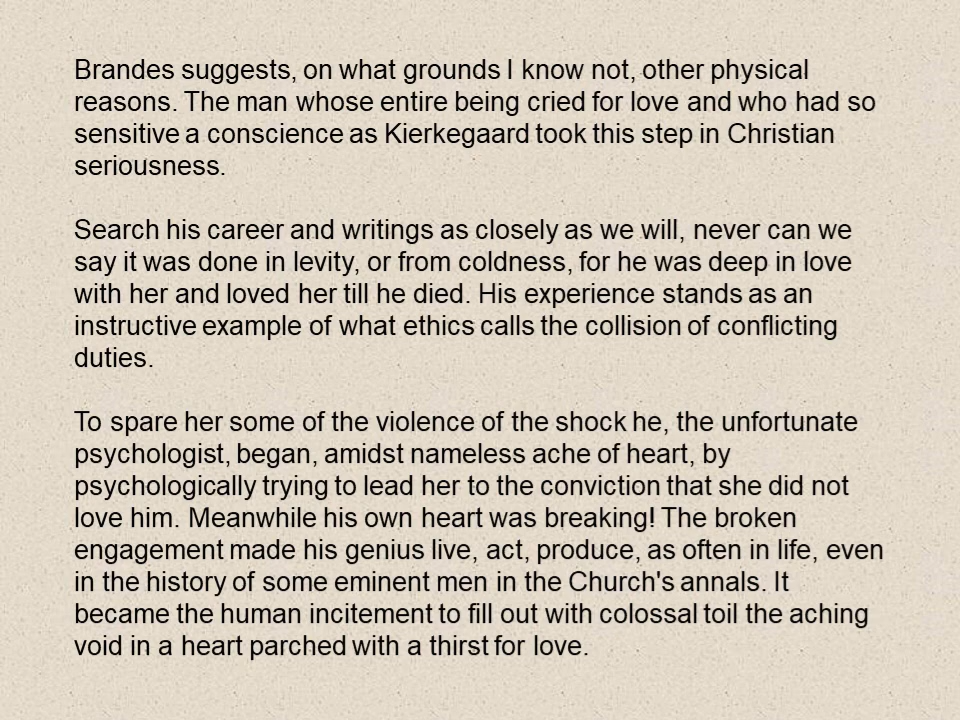 Brandes suggests, on what grounds I know not, other physical
reasons. The man whose entire being cried for love and who had so
sensitive a conscience as Kierkegaard took this step in Christian
seriousness.

Search his career and writings as closely as we will, never can we
say it was done in levity, or from coldness, for he was deep in love
with her and loved her till he died. His experience stands as an
instructive example of what ethics calls the collision of conflicting
duties.

To spare her some of the violence of the shock he, the unfortunate
psychologist, began, amidst nameless ache of heart, by
psychologically trying to lead her to the conviction that she did not
love him. Meanwhile his own heart was breaking! The broken
engagement made his genius live, act, produce, as often in life, even
in the history of some eminent men in the Church's annals. It
became the human incitement to fill out with colossal toil the aching
void in a heart parched with a thirst for love.